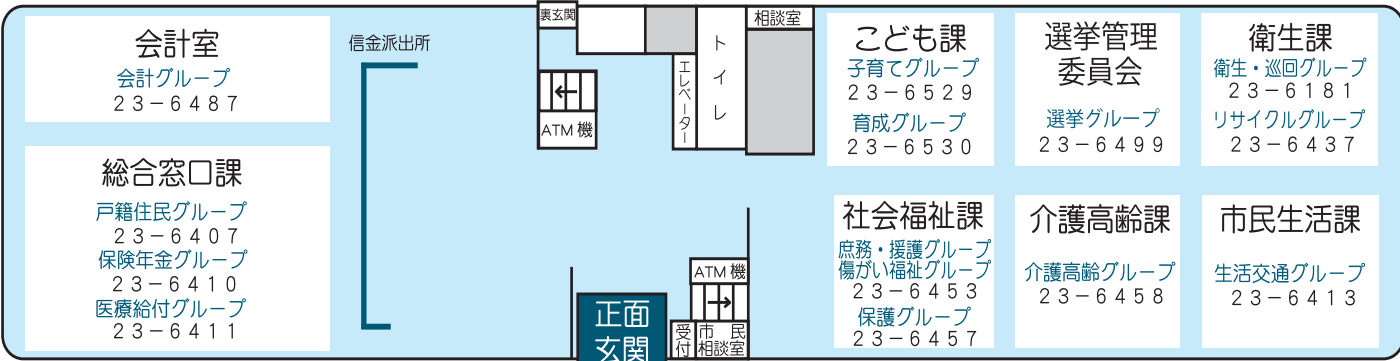 会計室
会計グループ
23-6487
総合窓口課
戸籍住民グループ
23-6407
保険年金グループ
23-6410
医療給付グループ
23-6411
信金派出所
裏玄関
ATM機
エレベーター
トイレ
相談室
ATM機
正面
玄関
受付
市民
相談室
こども課
子育てグループ
23-6529
育成グループ
23-6530
選挙管理
委員会
選挙グループ
23-6499
衛生課
衛生・巡回グループ
23-6181
リサイクルグループ
23-6437
社会福祉課
庶務・援護グループ
傷がい福祉グループ
23-6453
保護グループ
23-6457
介護高齢課
介護高齢グループ
23-6458
市民生活課
生活交通グループ
23-6413